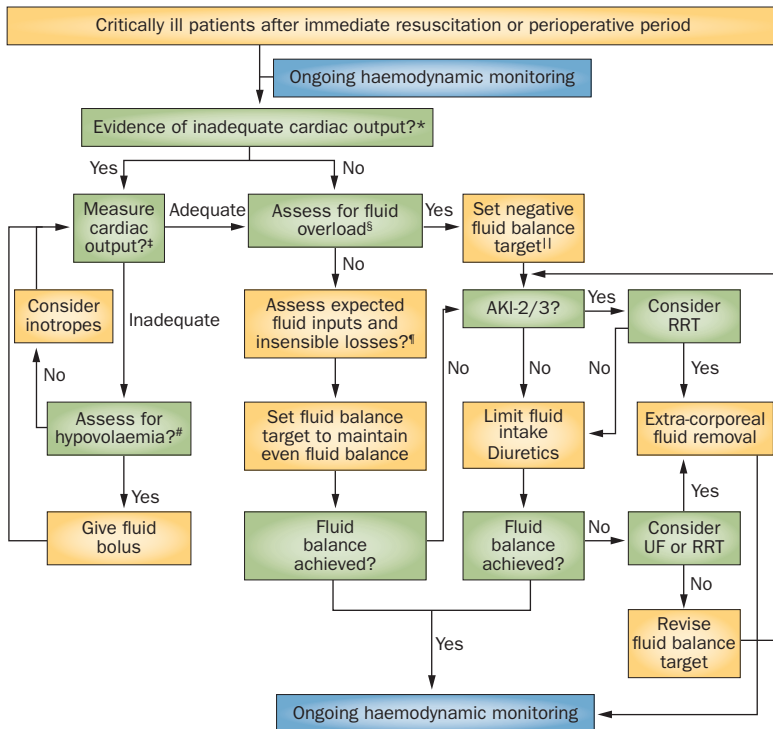 Critically ill patients after immediate resuscitation or perioperative period
Ongoing haemodynamic monitoring
Evidence of inadequate cardiac output?*
Yes
No
Measure
cardiac
output?‡
Adequate
Assess for fluid
overload§
Yes
Set negative
fluid balance
target||
No
Consider
inotropes
Inadequate
Assess expected
fluid inputs and
insensible losses?¶
AKI-2/3?
Yes
Consider
RRT
No
No
No
No
Yes
Assess for
hypovolaemia?#
Set fluid balance
target to maintain
even fluid balance
Limit fluid
intake
Diuretics
Extra-corporeal
fluid removal
Yes
Yes
Give fluid
bolus
Fluid
balance
achieved?
Fluid
balance
achieved?
No
Consider
UF or RRT
No
Yes
Revise
fluid balance
target
Ongoing haemodynamic monitoring